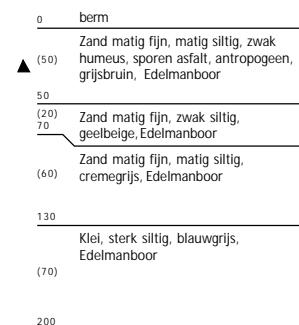 0 berm
Zand matig fijn, matig siltig, zwak
(50) humeus, sporen asfalt, antropogeen,
grijsbruin, Edelmanboor
50
(20) Zand matig fijn, zwak siltig,
70 geelbeige, Edelmanboor
Zand matig fijn, matig siltig,
(60) cremegrijs, Edelmanboor
130
Klei, sterk siltig, blauwgrijs,
Edelmanboor
(70)
200